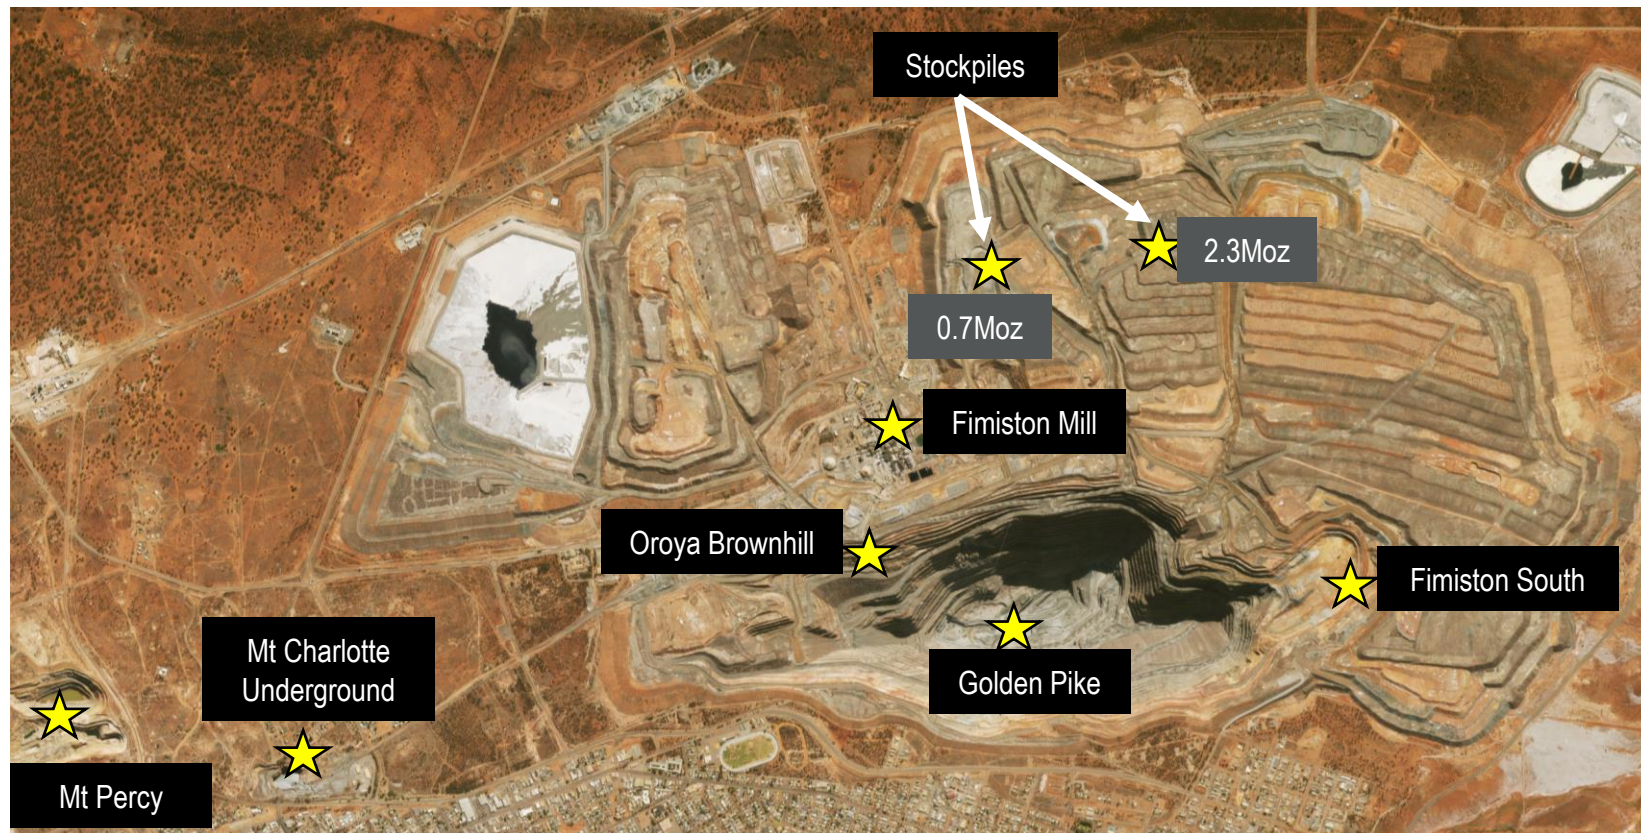 Stockpiles
2.3Moz
0.7Moz
Fimiston Mill
Oroya Brownhill
Fimiston South
Mt Charlotte
Underground
Golden Pike
Mt Percy